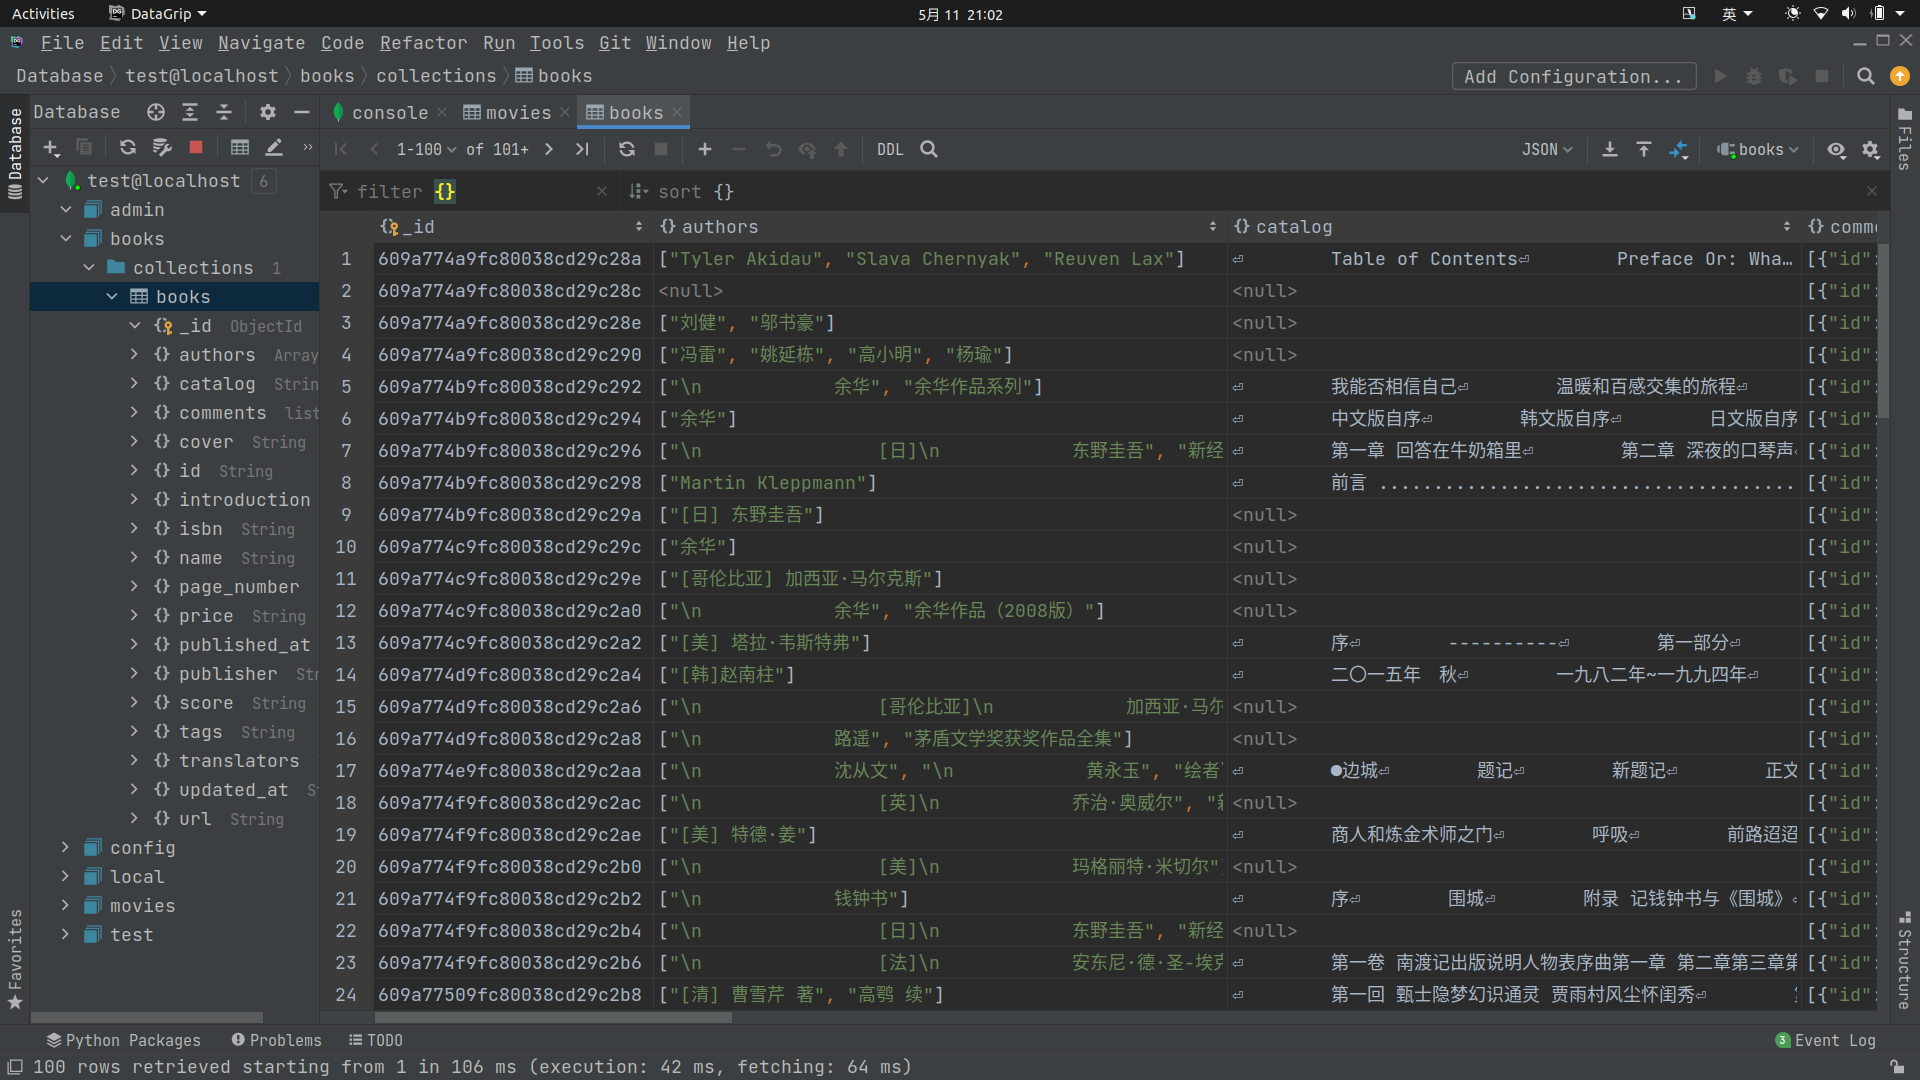 Activities DataGrip 5月 11 21:02 英
File Edit View Navigate Code Refactor Run Tools Git Window Help
Database test@localhost books collections books Add Configuration...
Database console movies books
1-100 of 101+ DDL JSON books
filter {} sort {}
Database
Files
Favorites
Structure
test@localhost 6
admin
books
collections 1
books
_id ObjectId
authors Array
catalog Strin
comments list
cover String
id String
introduction
isbn String
name String
page_number
price String
published_at
publisher Str
score String
tags String
translators
updated_at S
url String
config
local
movies
test
_id authors catalog comm
1 609a774a9fc80038cd29c28a ["Tyler Akidau", "Slava Chernyak", "Reuven Lax"] Table of Contents Preface Or: Wha… [{"id":
2 609a774a9fc80038cd29c28c <null> <null> [{"id":
3 609a774a9fc80038cd29c28e ["刘健", "邬书豪"] <null> [{"id":
4 609a774a9fc80038cd29c290 ["冯雷", "姚延栋", "高小明", "杨瑜"] <null> [{"id":
5 609a774b9fc80038cd29c292 ["\n 余华", "余华作品系列"] 我能否相信自己 温暖和百感交集的旅程 [{"id":
6 609a774b9fc80038cd29c294 ["余华"] 中文版自序 韩文版自序 日文版自序 [{"id":
7 609a774b9fc80038cd29c296 ["\n [日]\n 东野圭吾", "新经 第一章 回答在牛奶箱里 第二章 深夜的口琴声 [{"id":
8 609a774b9fc80038cd29c298 ["Martin Kleppmann"] 前言 ...................................... [{"id":
9 609a774b9fc80038cd29c29a ["[日] 东野圭吾"] <null> [{"id":
10 609a774c9fc80038cd29c29c ["余华"] <null> [{"id":
11 609a774c9fc80038cd29c29e ["[哥伦比亚] 加西亚·马尔克斯"] <null> [{"id":
12 609a774c9fc80038cd29c2a0 ["\n 余华", "余华作品（2008版）"] <null> [{"id":
13 609a774c9fc80038cd29c2a2 ["[美] 塔拉·韦斯特弗"] 序 ---------- 第一部分 [{"id":
14 609a774d9fc80038cd29c2a4 ["[韩]赵南柱"] 二〇一五年 秋 一九八二年~一九九四年 [{"id":
15 609a774d9fc80038cd29c2a6 ["\n [哥伦比亚]\n 加西亚·马尔 <null> [{"id":
16 609a774d9fc80038cd29c2a8 ["\n 路遥", "茅盾文学奖获奖作品全集"] <null> [{"id":
17 609a774e9fc80038cd29c2aa ["\n 沈从文", "\n 黄永玉", "绘者 ●边城 题记 新题记 正文 [{"id":
18 609a774f9fc80038cd29c2ac ["\n [英]\n 乔治·奥威尔", " <null> [{"id":
19 609a774f9fc80038cd29c2ae ["[美] 特德·姜"] 商人和炼金术师之门 呼吸 前路迢迢 [{"id":
20 609a774f9fc80038cd29c2b0 ["\n [美]\n 玛格丽特·米切尔" <null> [{"id":
21 609a774f9fc80038cd29c2b2 ["\n 钱钟书"] 序 围城 附录 记钱钟书与《围城》 [{"id":
22 609a774f9fc80038cd29c2b4 ["\n [日]\n 东野圭吾", "新经 <null> [{"id":
23 609a774f9fc80038cd29c2b6 ["\n [法]\n 安东尼·德·圣-埃克 第一卷 南渡记出版说明人物表序曲第一章 第二章第三章第 [{"id":
24 609a77509fc80038cd29c2b8 ["[清] 曹雪芹 著", "高鹗 续"] 第一回 甄士隐梦幻识通灵 贾雨村风尘怀闺秀 [{"id":
Python Packages Problems TODO 3 Event Log
100 rows retrieved starting from 1 in 106 ms (execution: 42 ms, fetching: 64 ms)